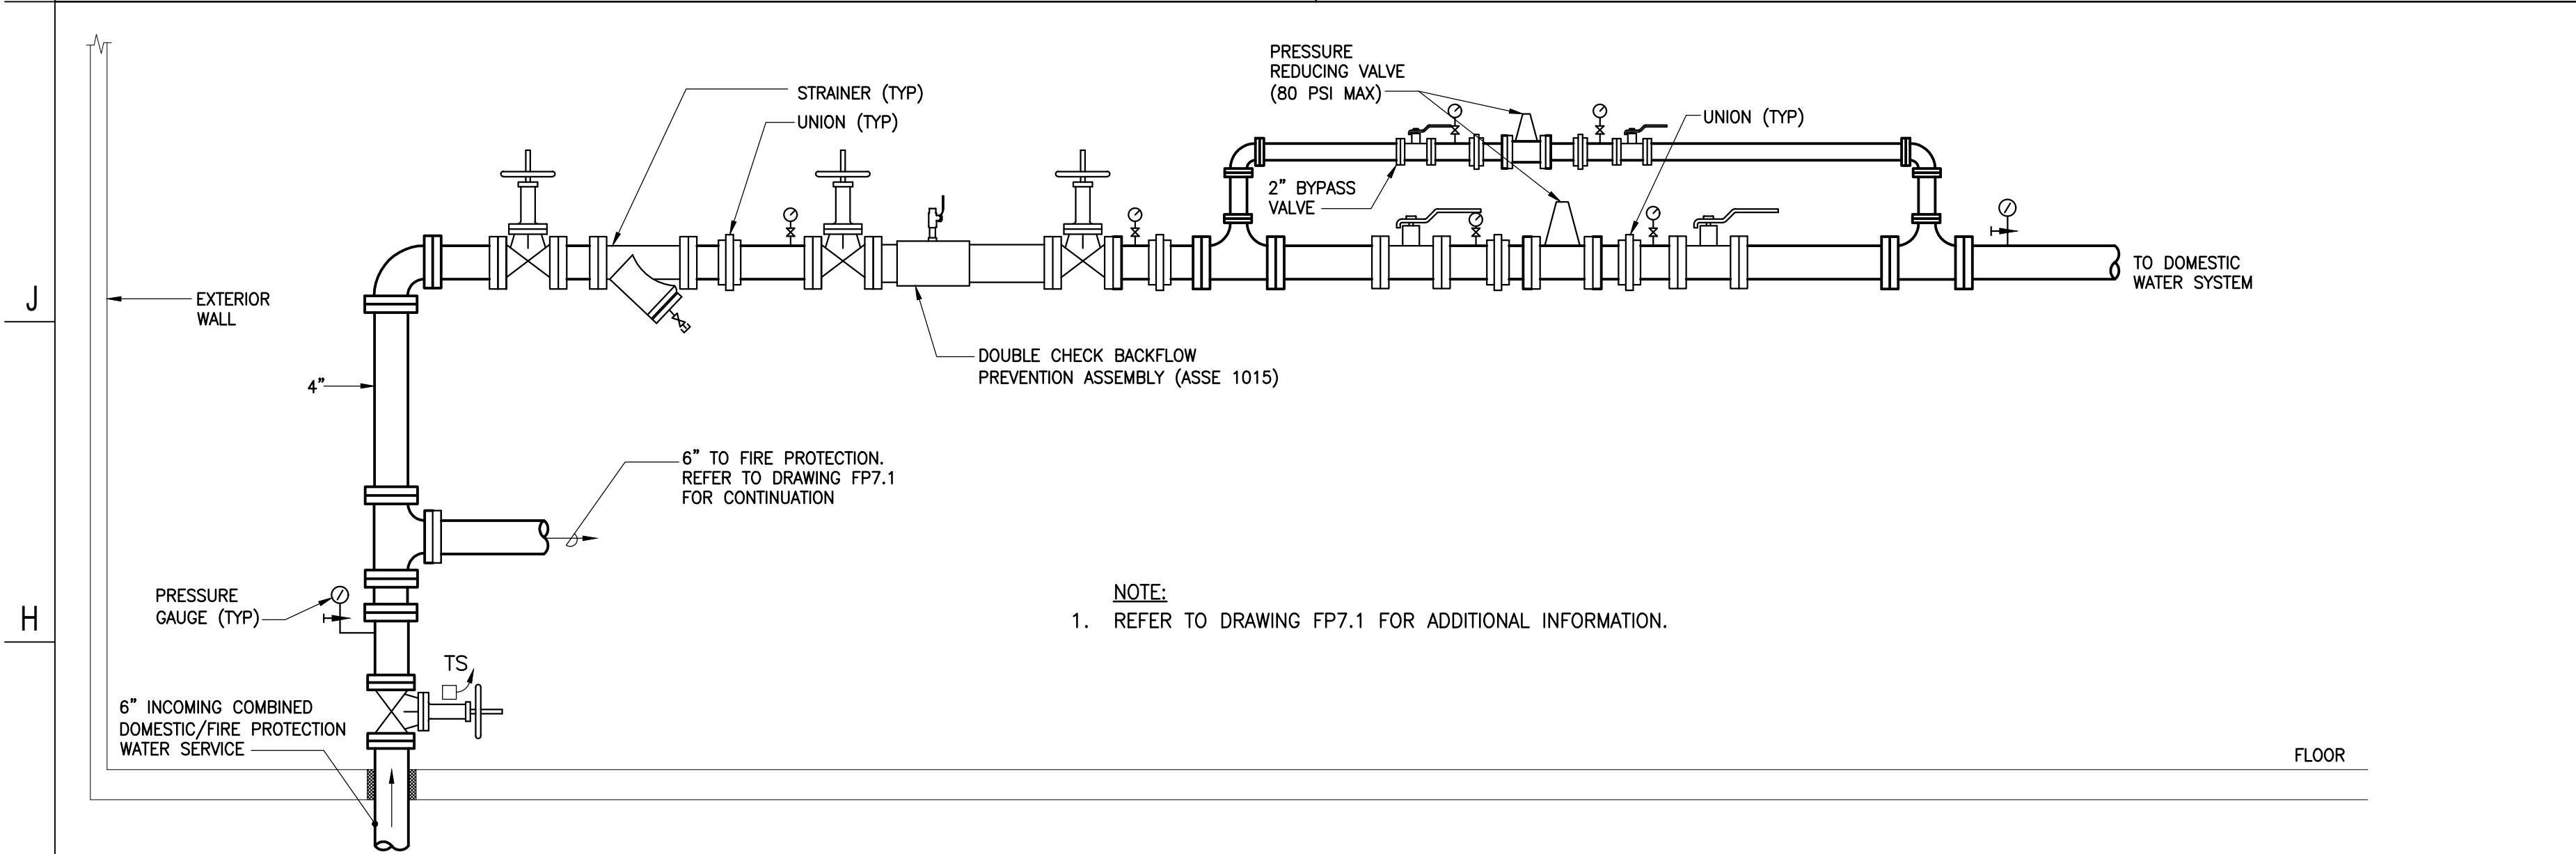 PRESSURE
REDUCING VALVE
(80 PSI MAX)
STRAINER (TYP)
UNION (TYP)
UNION (TYP)
2" BYPASS
VALVE
TO DOMESTIC
WATER SYSTEM
J
EXTERIOR
WALL
DOUBLE CHECK BACKFLOW
PREVENTION ASSEMBLY (ASSE 1015)
4"
6" TO FIRE PROTECTION.
REFER TO DRAWING FP7.1
FOR CONTINUATION
H
PRESSURE
GAUGE (TYP)
NOTE:
1. REFER TO DRAWING FP7.1 FOR ADDITIONAL INFORMATION.
TS
6" INCOMING COMBINED
DOMESTIC/FIRE PROTECTION
WATER SERVICE
FLOOR